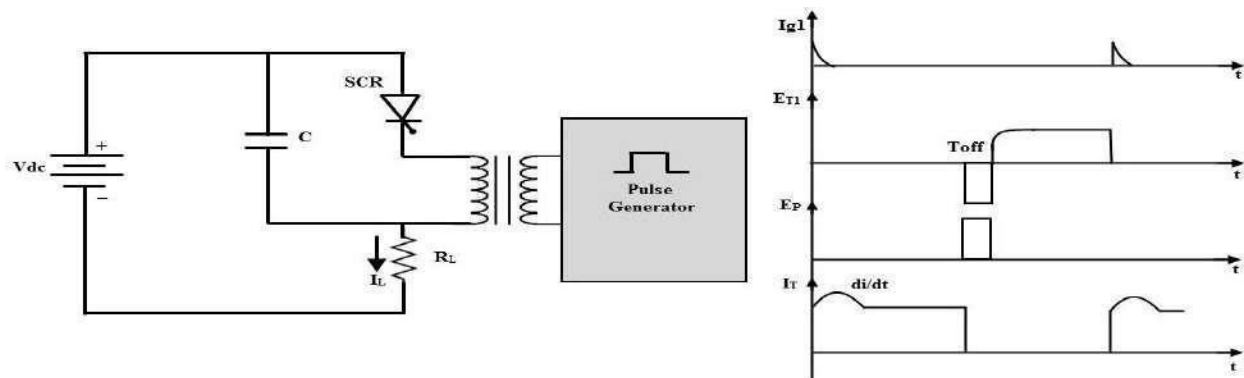 SCR
C
Vdc
+
−
Pulse
Generator
RL
IL
Ig1
t
ET1
Toff
t
EP
t
IT
di/dt
t